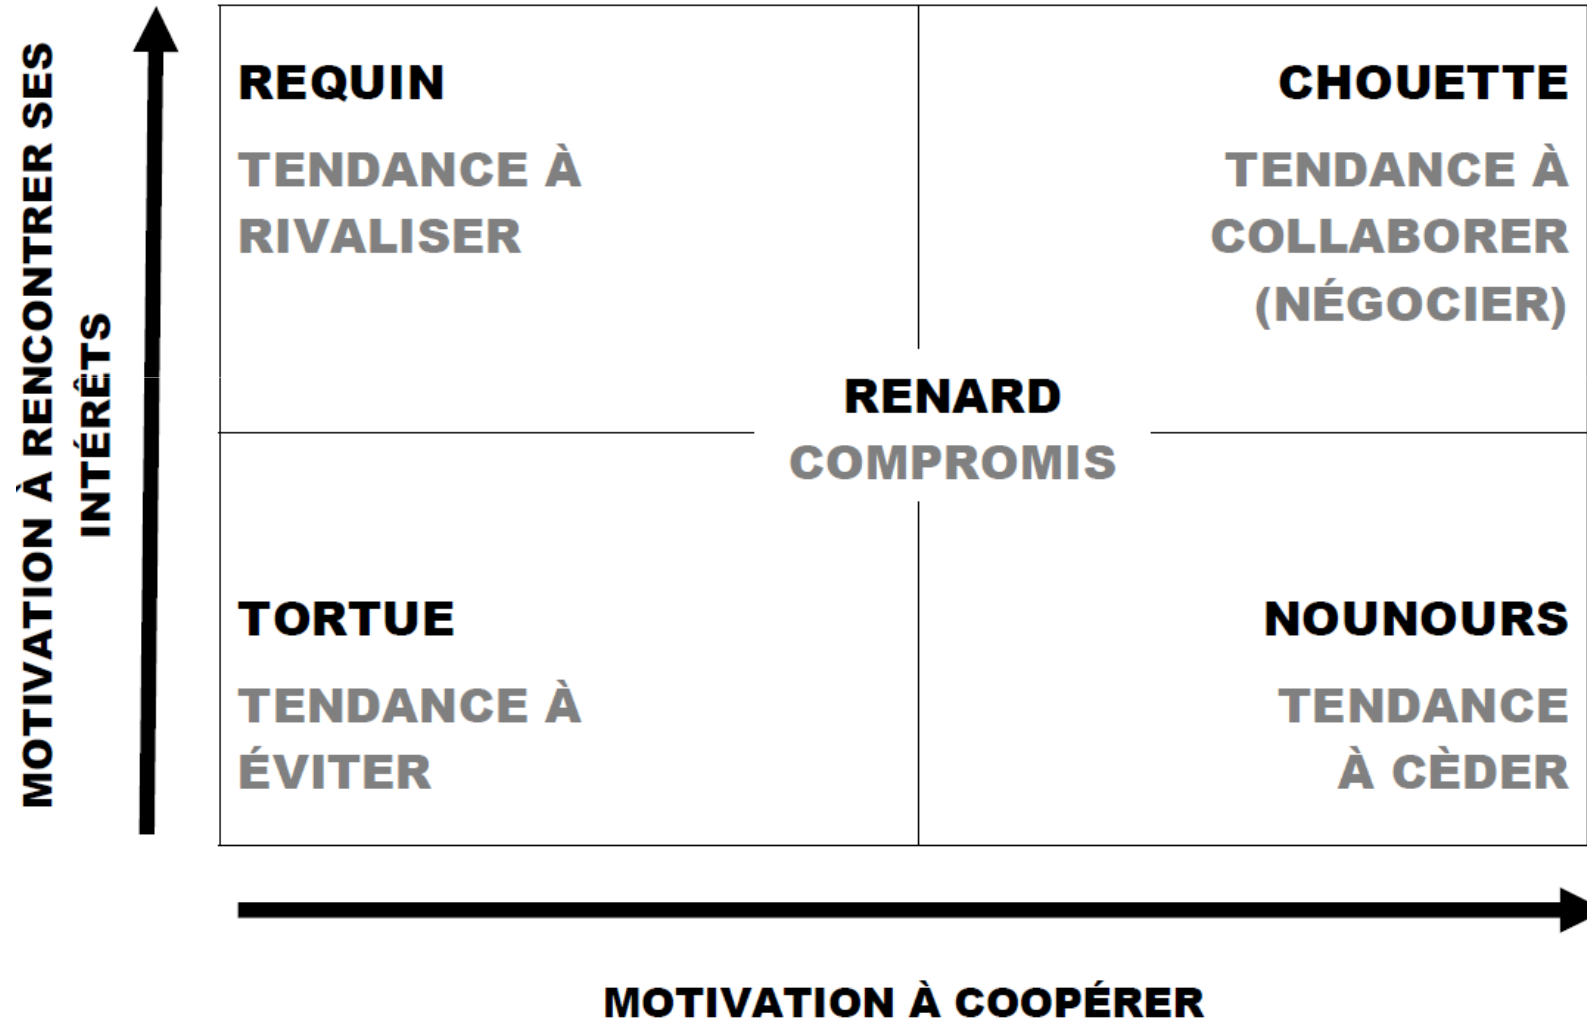 MOTIVATION À RENCONTRER SES
INTÉRÊTS
REQUIN
TENDANCE À
RIVALISER
CHOUETTE
TENDANCE À
COLLABORER
(NÉGOCIER)
RENARD
COMPROMIS
TORTUE
TENDANCE À
ÉVITER
NOUNOURS
TENDANCE
À CÈDER
MOTIVATION À COOPÉRER